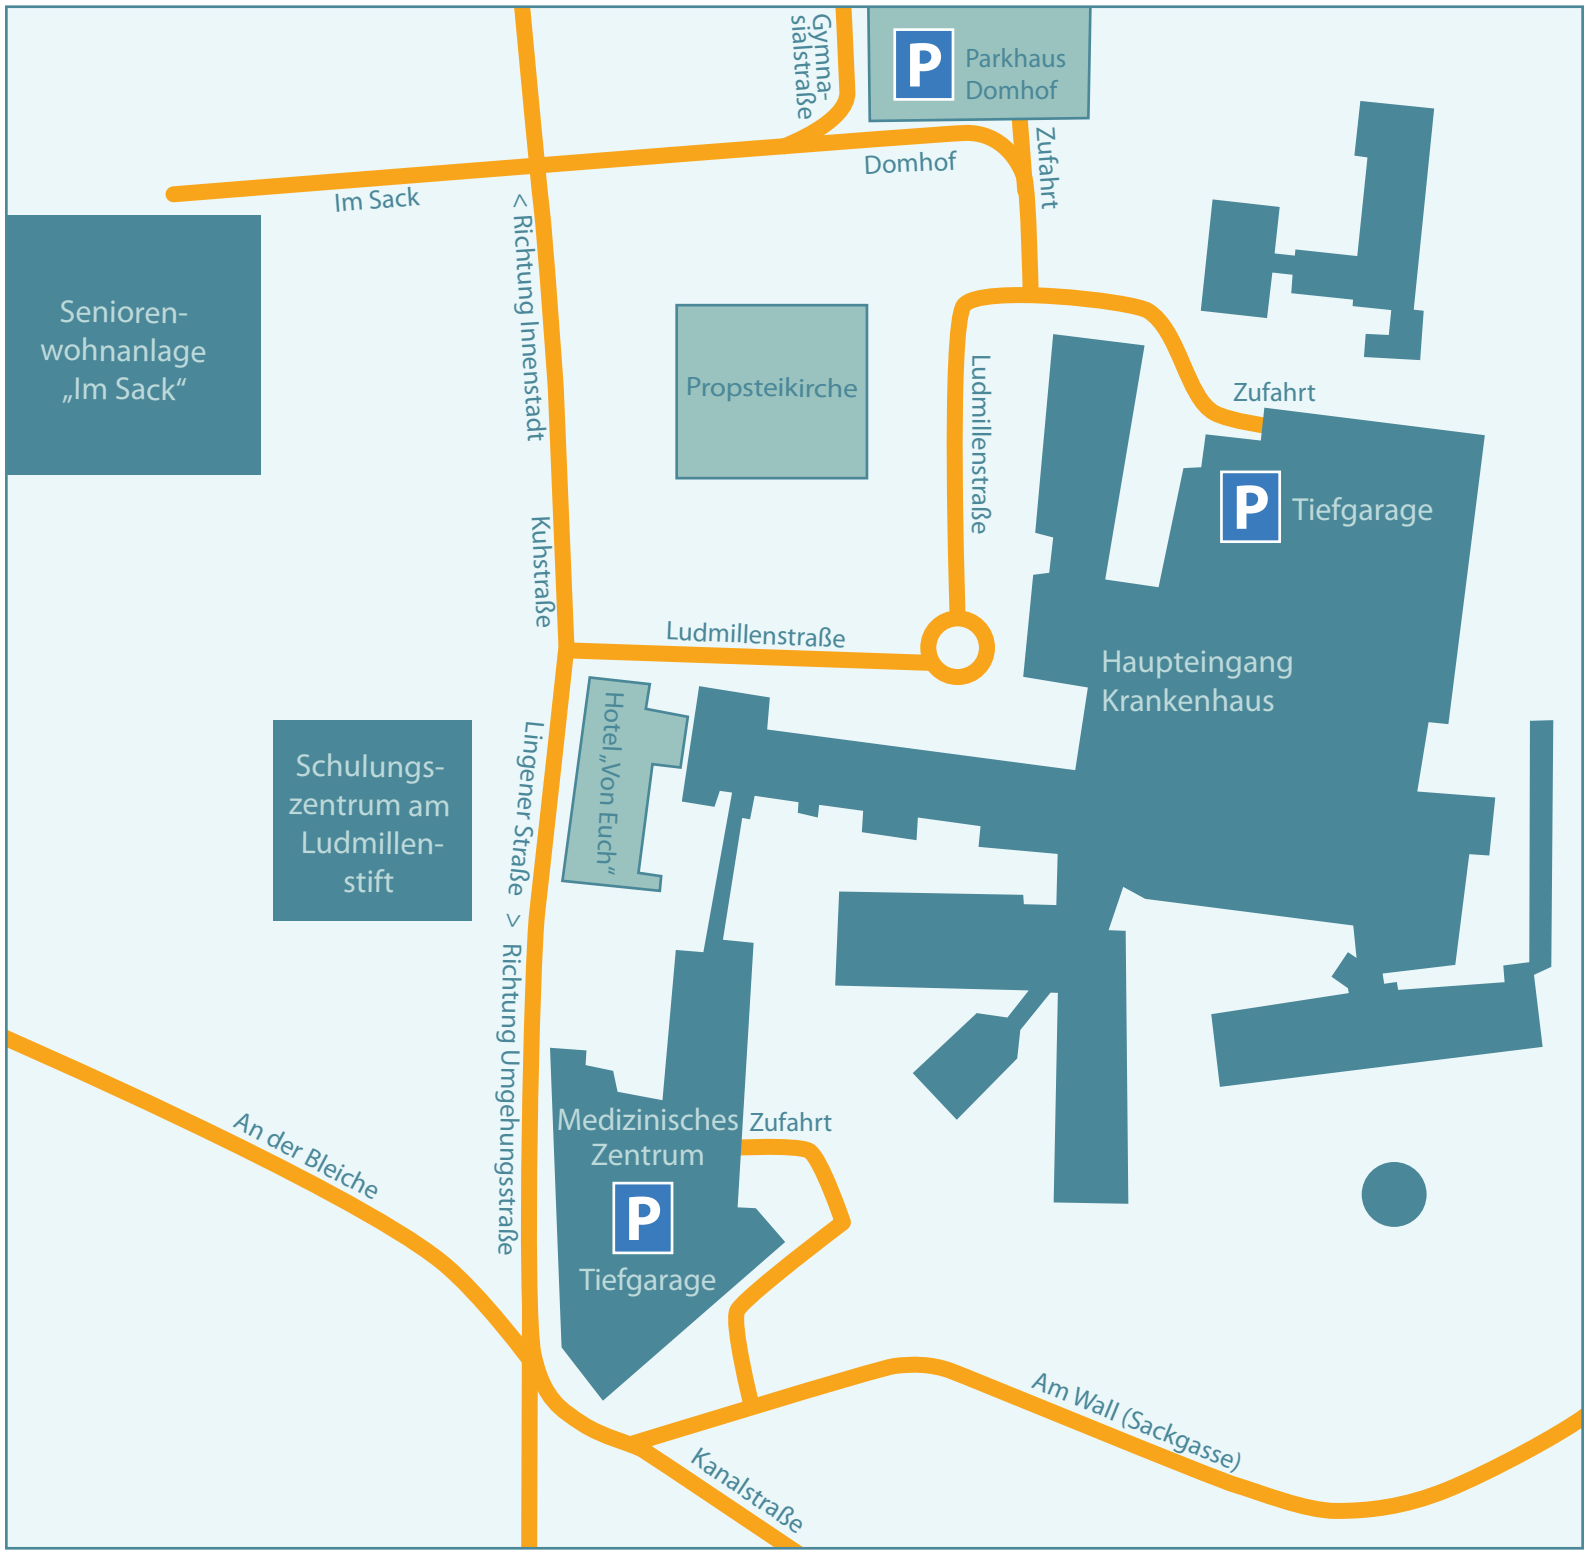 Gymna-
sialstraße
P
Parkhaus
Domhof
Zufahrt
Domhof
Im Sack
< Richtung Innenstadt
Senioren-
wohnanlage
„Im Sack“
Propsteikirche
Ludmillenstraße
Zufahrt
P
Tiefgarage
Kuhstraße
Ludmillenstraße
Haupteingang
Krankenhaus
Hotel „Von Euch“
Lingener Straße > Richtung Umgehungsstraße
Schulungs-
zentrum am
Ludmillen-
stift
An der Bleiche
Medizinisches
Zentrum
Zufahrt
P
Tiefgarage
Am Wall (Sackgasse)
Kanalstraße